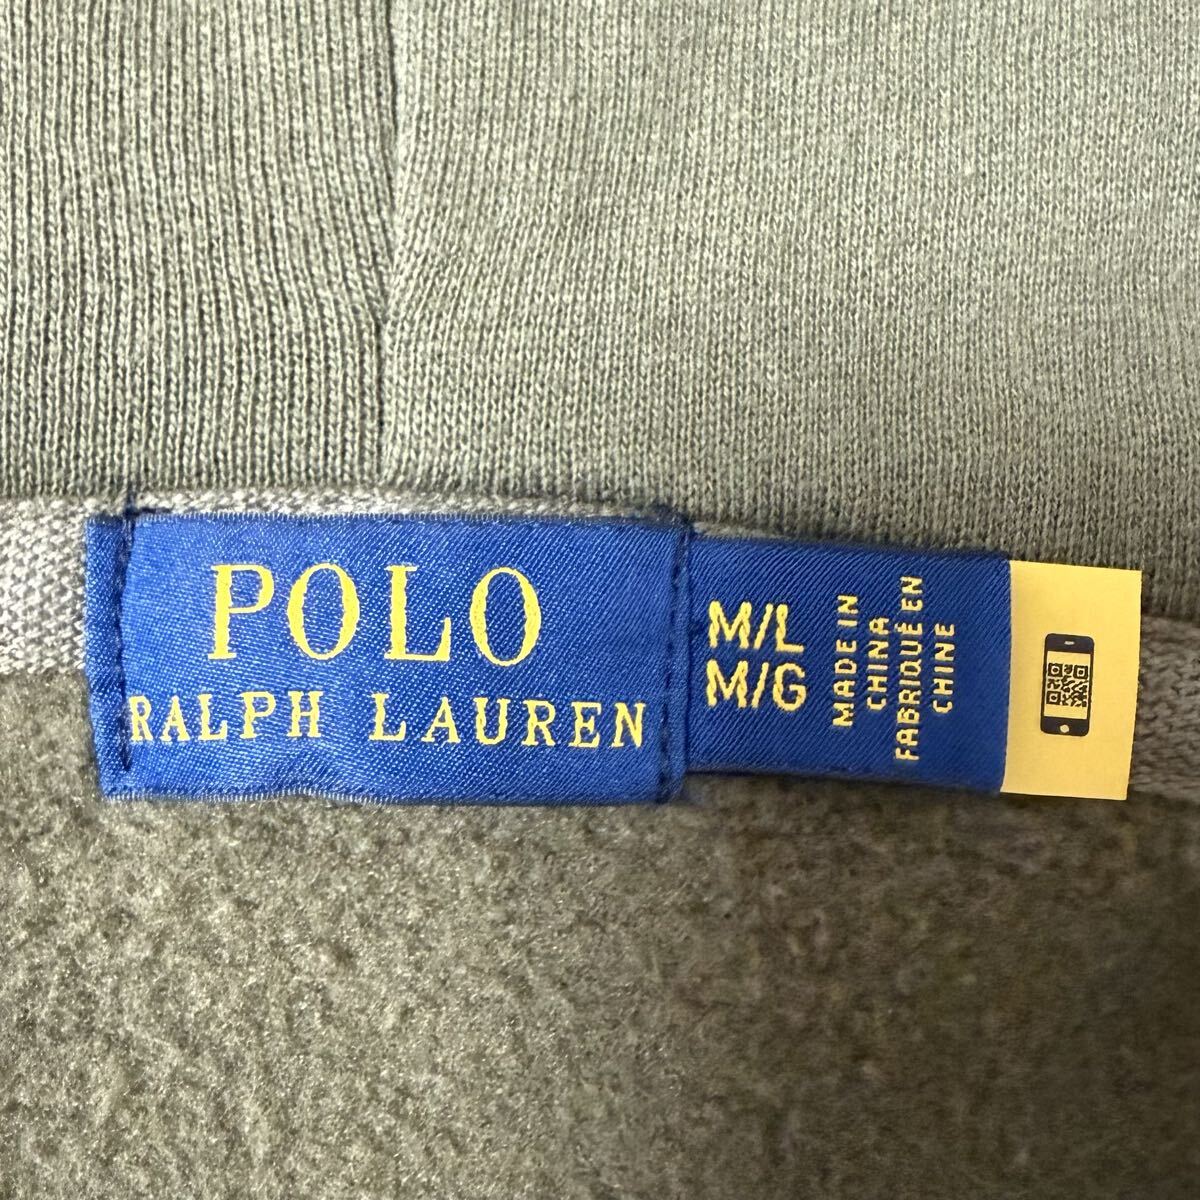 POLO
RALPH LAUREN
M/L
M/G
MADE IN
CHINA
FABRIQUÉ EN
CHINE